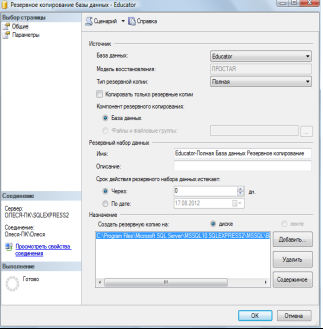 Резервное копирование базы данных - Educator
Выбор страницы
Общие
Параметры
Сценарий
Справка
Источник
База данных:
Educator
Модель восстановления:
ПРОСТАЯ
Тип резервной копии:
Полная
Копировать только резервные копии
Компонент резервного копирования:
База данных
Файлы и файловые группы:
...
Резервный набор данных
Имя:
Educator-Полная База данных Резервное копирование
Описание:
Срок действия резервного набора данных истекает:
Через:
0
дн.
По дате:
17.08.2012
Назначение
Создать резервную копию на:
диске
ленте
C:\Program Files\Microsoft SQL Server\MSSQL10.SQLEXPRESS2\MSSQL\B
Добавить...
Удалить
Содержимое
Соединение
Сервер:
ОЛЕСЯ-ПК\SQLEXPRESS2
Соединение:
Олеся-ПК\Олеся
Просмотреть свойства
соединения
Выполнение
Готово
OK
Отмена